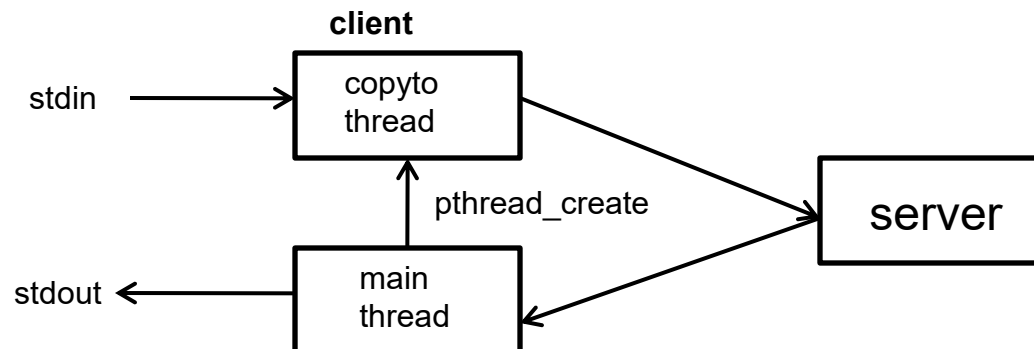 client
stdin
copyto
thread
pthread_create
server
stdout
main
thread